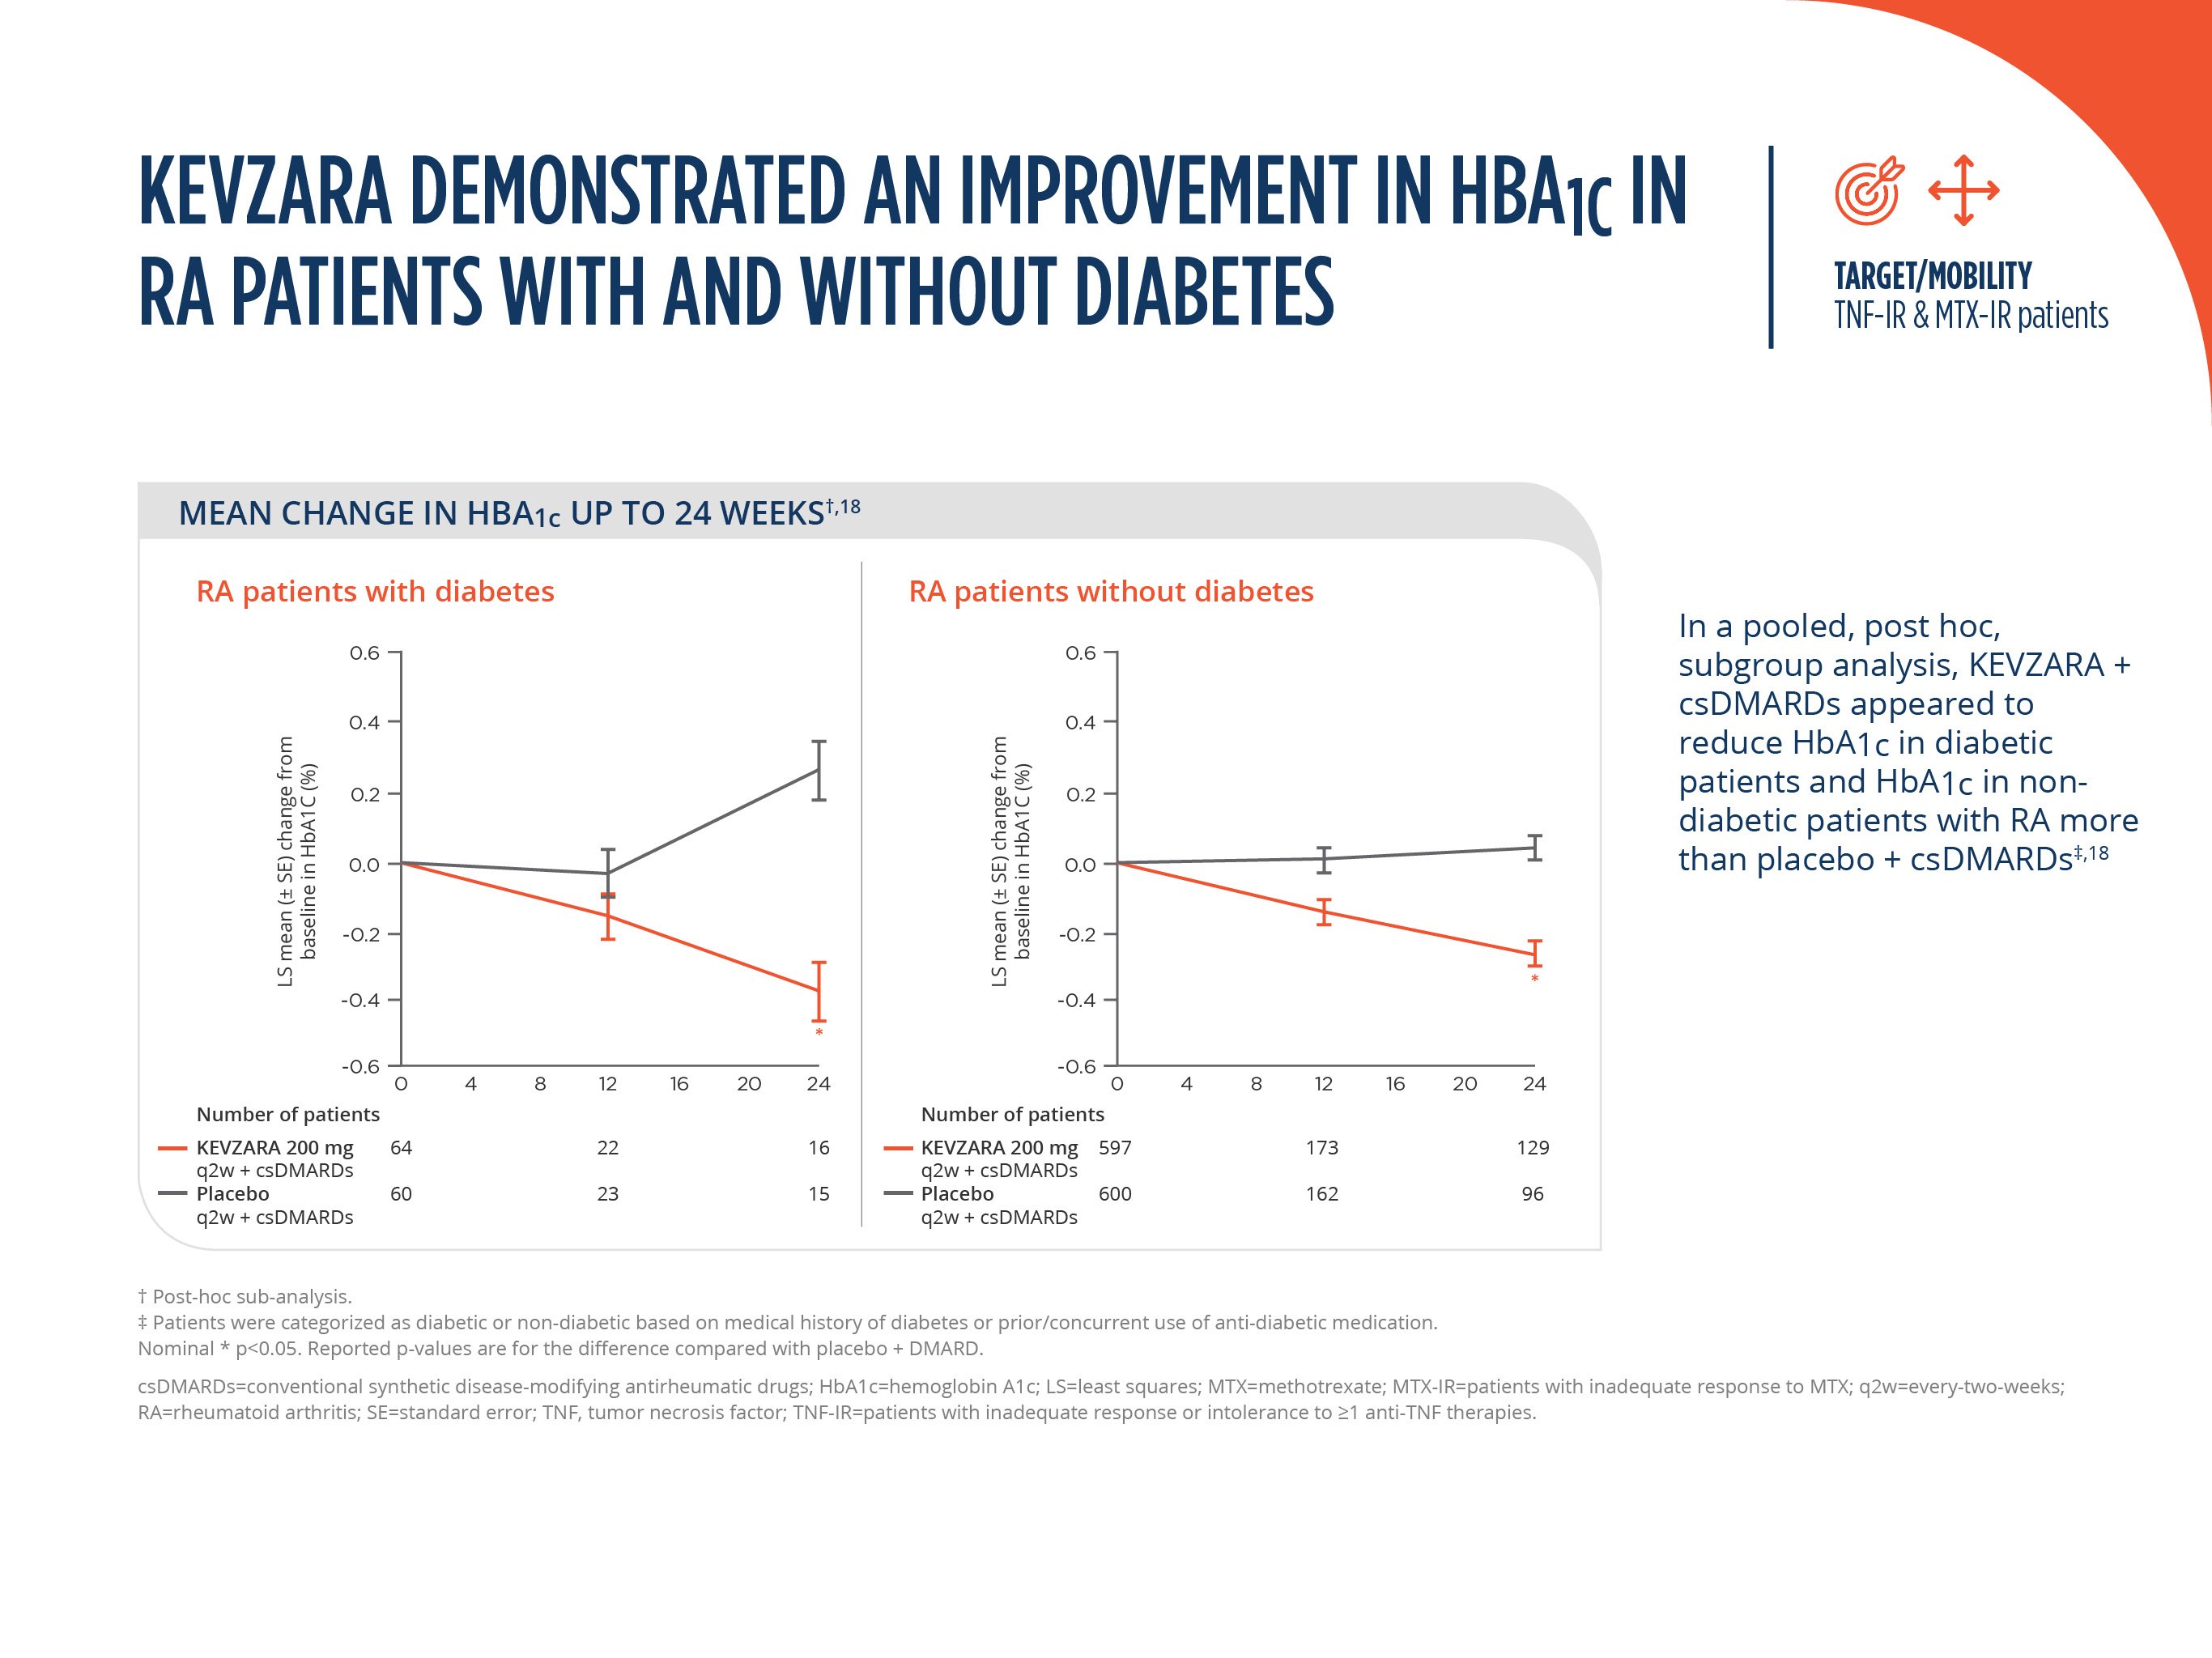 KEVZARA DEMONSTRATED AN IMPROVEMENT IN HBA1C IN
RA PATIENTS WITH AND WITHOUT DIABETES
TARGET/MOBILITY
TNF-IR & MTX-IR patients
MEAN CHANGE IN HBA1c UP TO 24 WEEKS†,18
RA patients with diabetes
LS mean (± SE) change from
baseline in HbA1C (%)
0.6
0.4
0.2
0.0
-0.2
-0.4
-0.6
*
0 4 8 12 16 20 24
Number of patients
KEVZARA 200 mg 64 22 16
q2w + csDMARDs
Placebo 60 23 15
q2w + csDMARDs
RA patients without diabetes
LS mean (± SE) change from
baseline in HbA1C (%)
0.6
0.4
0.2
0.0
-0.2
-0.4
-0.6
*
0 4 8 12 16 20 24
Number of patients
KEVZARA 200 mg 597 173 129
q2w + csDMARDs
Placebo 600 162 96
q2w + csDMARDs
In a pooled, post hoc,
subgroup analysis, KEVZARA +
csDMARDs appeared to
reduce HbA1c in diabetic
patients and HbA1c in non-
diabetic patients with RA more
than placebo + csDMARDs‡,18
† Post-hoc sub-analysis.
‡ Patients were categorized as diabetic or non-diabetic based on medical history of diabetes or prior/concurrent use of anti-diabetic medication.
Nominal * p<0.05. Reported p-values are for the difference compared with placebo + DMARD.
csDMARDs=conventional synthetic disease-modifying antirheumatic drugs; HbA1c=hemoglobin A1c; LS=least squares; MTX=methotrexate; MTX-IR=patients with inadequate response to MTX; q2w=every-two-weeks;
RA=rheumatoid arthritis; SE=standard error; TNF, tumor necrosis factor; TNF-IR=patients with inadequate response or intolerance to ≥1 anti-TNF therapies.